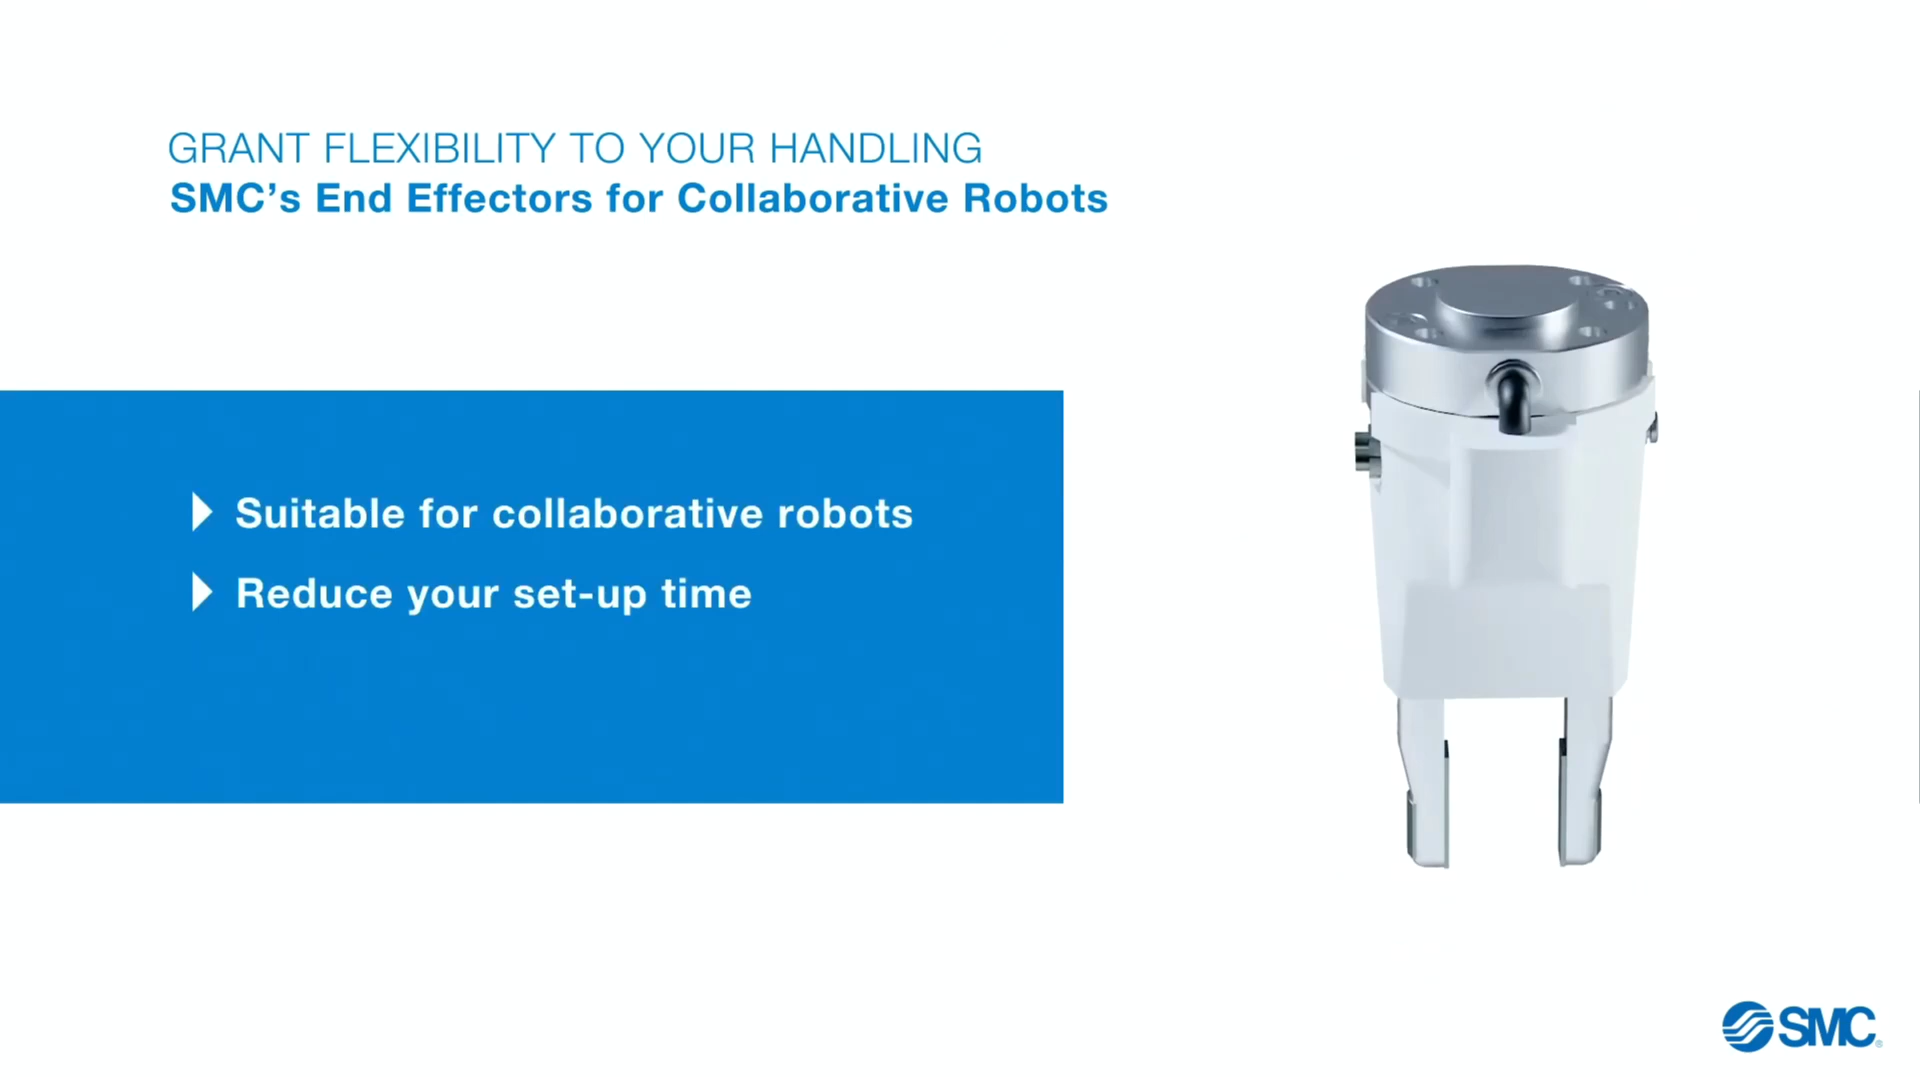 GRANT FLEXIBILITY TO YOUR HANDLING
SMC’s End Effectors for Collaborative Robots
Suitable for collaborative robots
Reduce your set-up time
SMC®